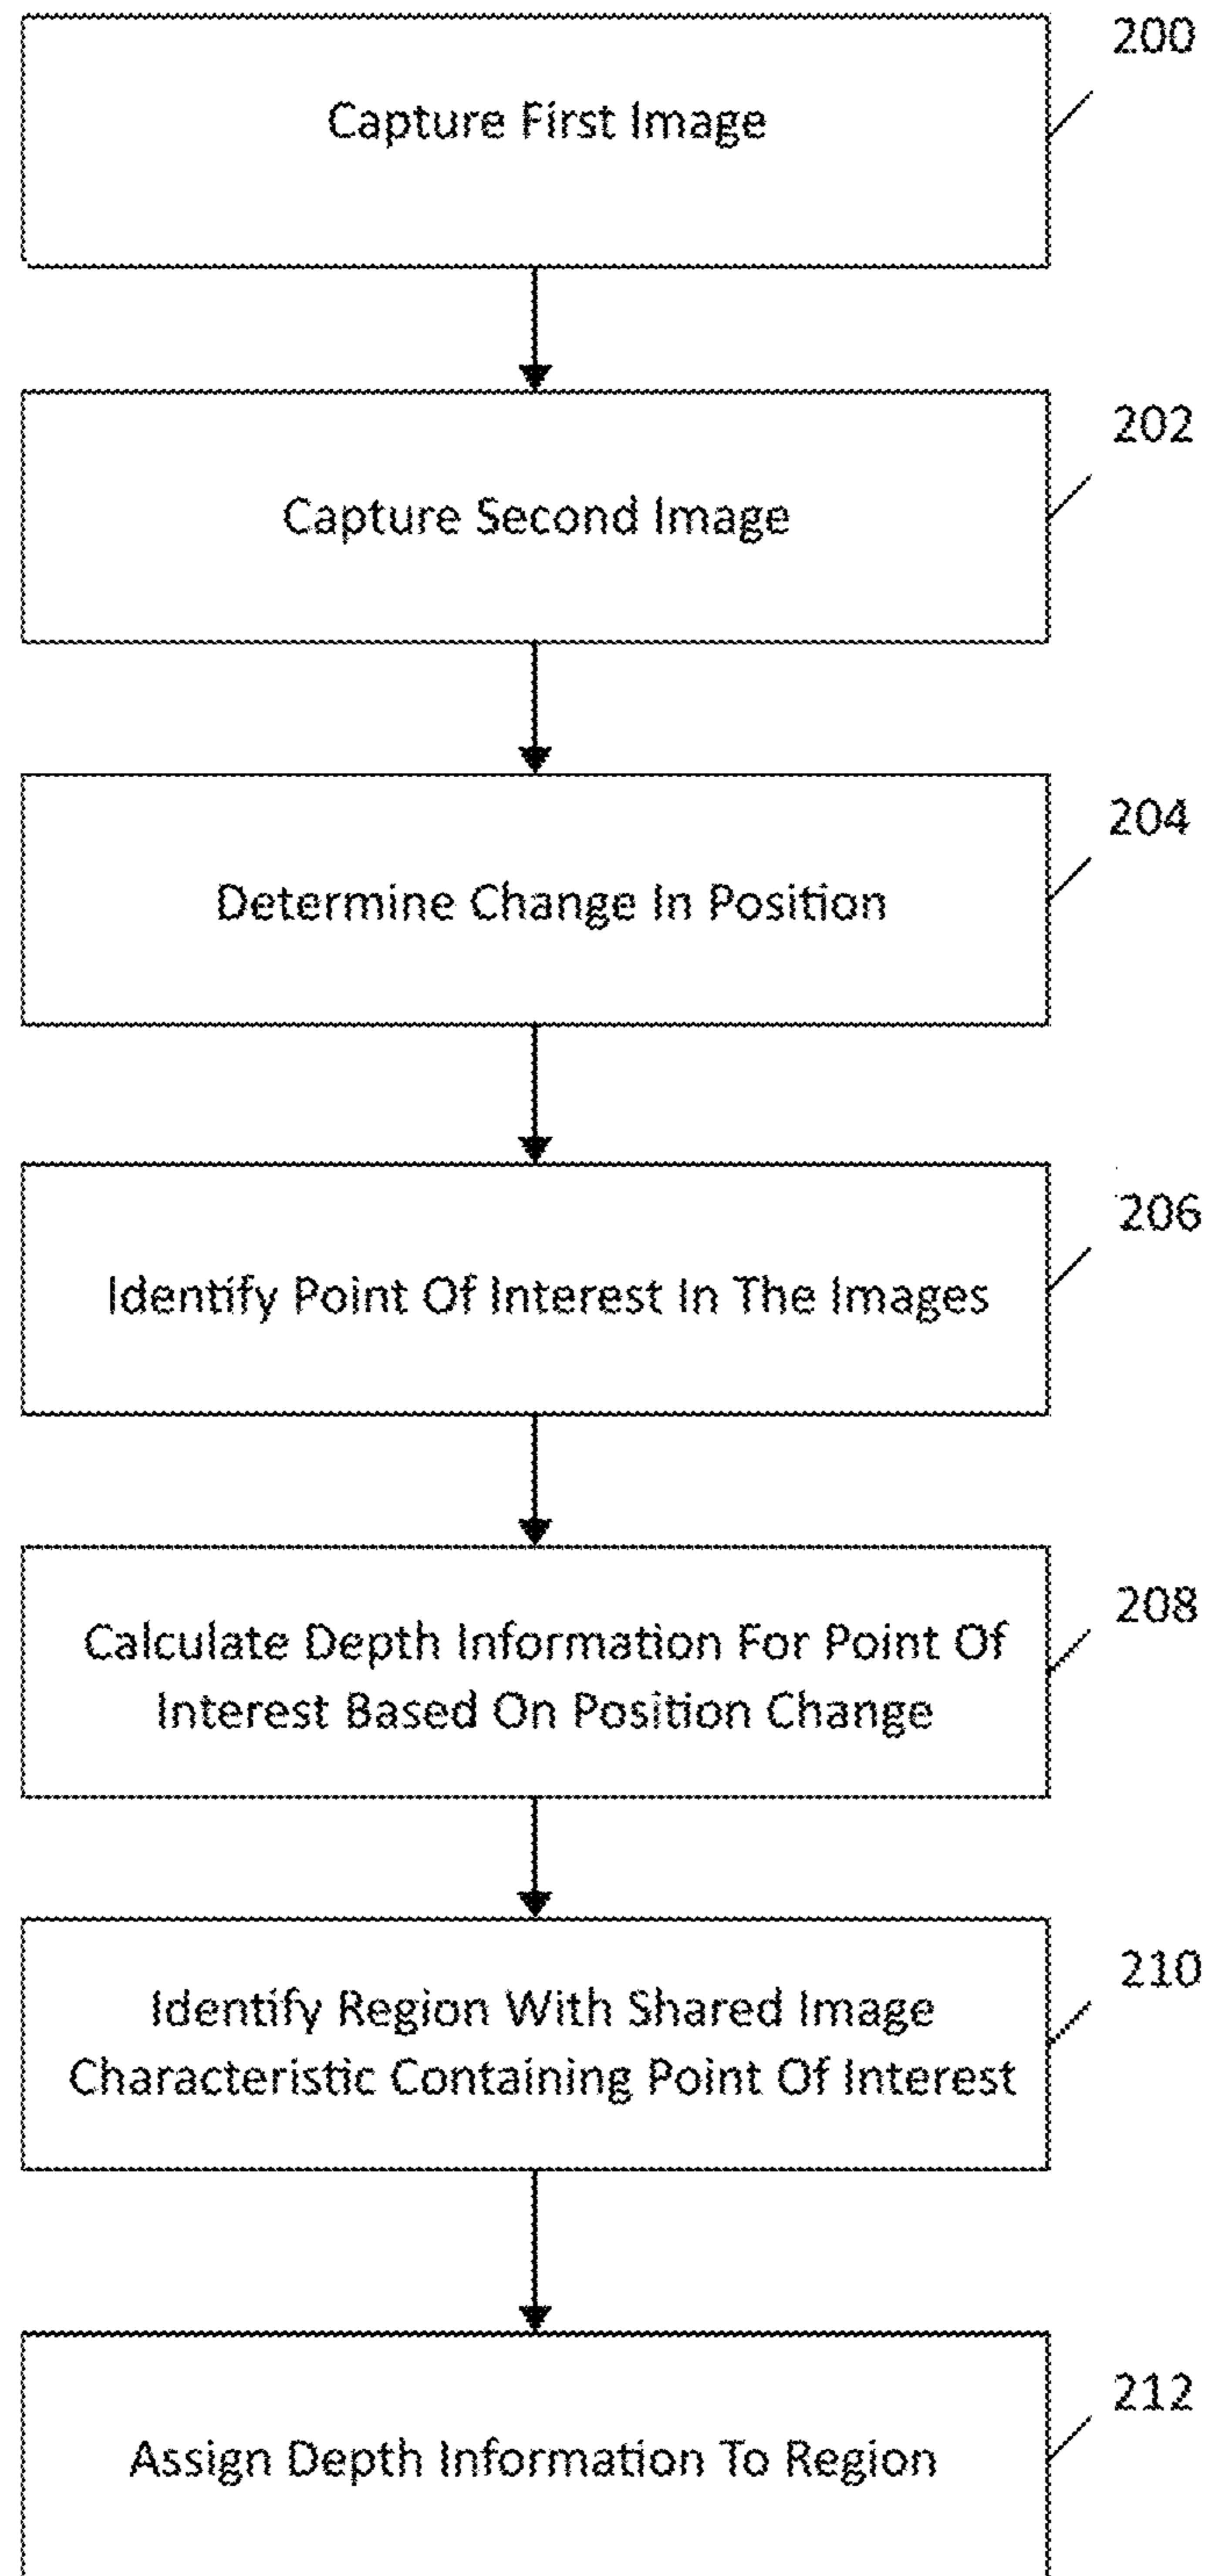 200
Capture First Image
202
Capture Second Image
204
Determine Change In Position
206
Identify Point Of Interest In The Images
208
Calculate Depth Information For Point Of
Interest Based On Position Change
210
Identify Region With Shared Image
Characteristic Containing Point Of Interest
212
Assign Depth Information To Region